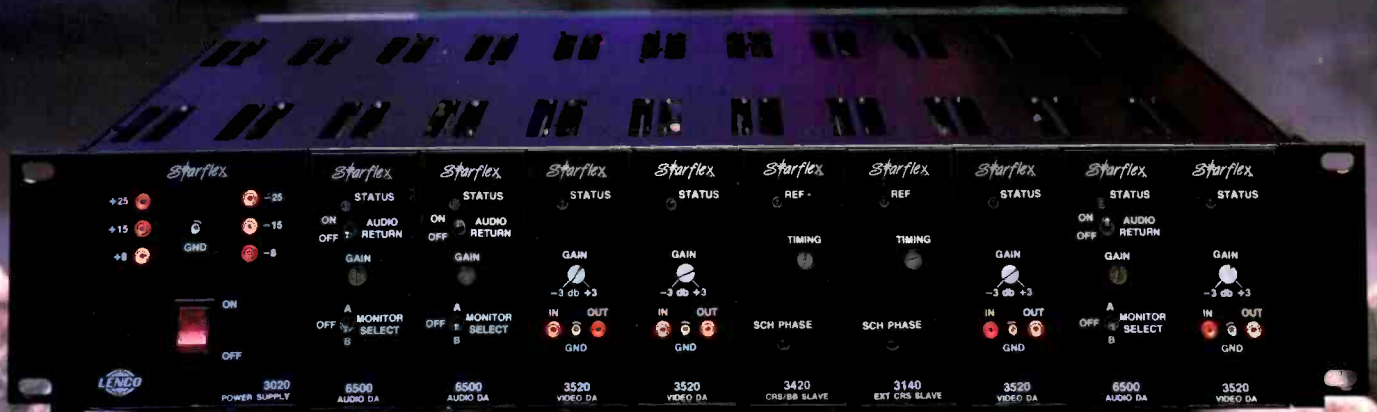 Starflex
+25
-25
+15
-15
+8
-8
GND
ON
OFF
LENCO
3020
POWER SUPPLY
Starflex
STATUS
ON
OFF
AUDIO
RETURN
GAIN
A
OFF
MONITOR
SELECT
B
6500
AUDIO DA
Starflex
STATUS
ON
OFF
AUDIO
RETURN
GAIN
A
OFF
MONITOR
SELECT
B
6500
AUDIO DA
Starflex
STATUS
GAIN
-3 db +3
IN OUT
GND
3520
VIDEO DA
Starflex
STATUS
GAIN
-3 db +3
IN OUT
GND
3520
VIDEO DA
Starflex
REF
TIMING
SCH PHASE
3420
CRS/BB SLAVE
Starflex
REF
TIMING
SCH PHASE
3140
EXT CRS SLAVE
Starflex
STATUS
GAIN
-3 db +3
IN OUT
GND
3520
VIDEO DA
Starflex
STATUS
ON
OFF
AUDIO
RETURN
GAIN
A
OFF
MONITOR
SELECT
B
6500
AUDIO DA
Starflex
STATUS
GAIN
-3 db +3
IN OUT
GND
3520
VIDEO DA